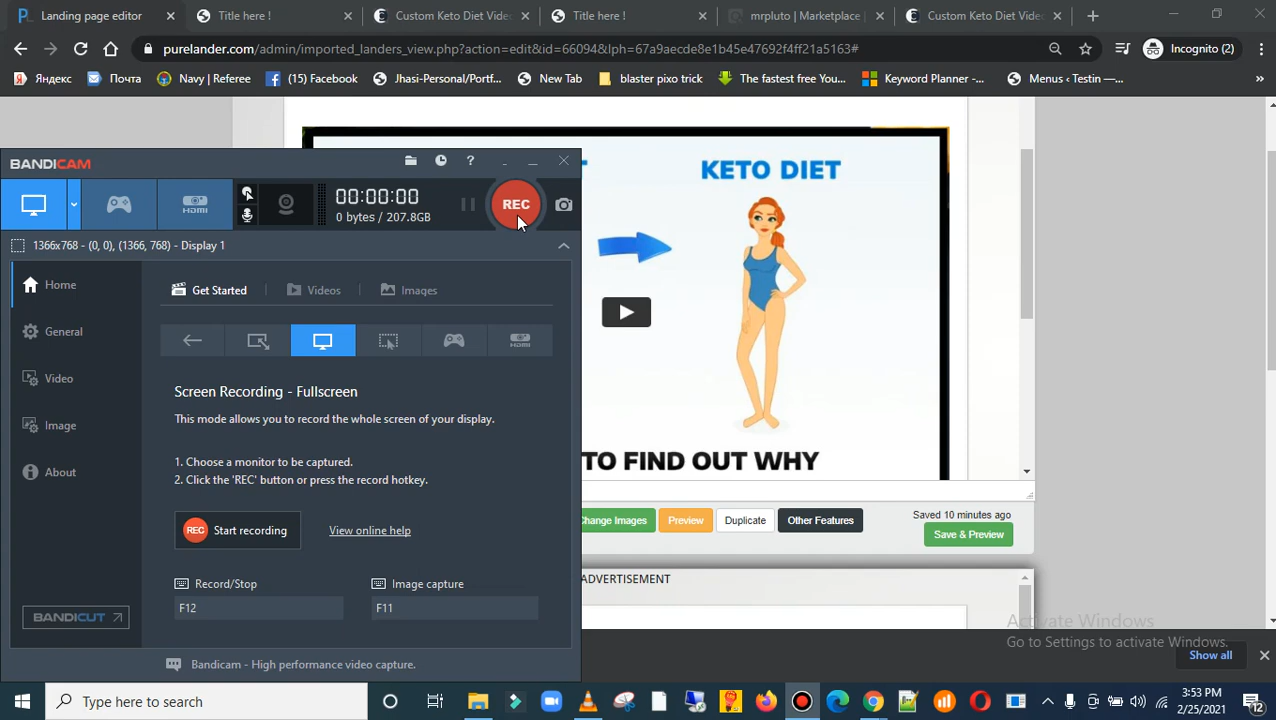 Landing page editor
Title here !
Custom Keto Diet Video
Title here !
mrpluto | Marketplace
Custom Keto Diet Vide
purelander.com/admin/imported_landers_view.php?action=edit&id=66094&lph=67a9aecde8e1b45e47692f4ff21a5163#
Incognito (2)
Яндекс
Почта
Navy | Referee
(15) Facebook
Jhasi-Personal/Portf...
New Tab
blaster pixo trick
The fastest free You...
Keyword Planner -...
Menus ‹ Testin —...
»
KETO DIET
TO FIND OUT WHY
BANDICAM
HDMI
00:00:00
0 bytes / 207.8GB
REC
1366x768 - (0, 0), (1366, 768) - Display 1
Home
General
Video
Image
About
BANDICUT
Get Started
Videos
Images
HDMI
Screen Recording - Fullscreen
This mode allows you to record the whole screen of your display.
1. Choose a monitor to be captured.
2. Click the 'REC' button or press the record hotkey.
REC Start recording
View online help
Record/Stop
Image capture
F12
F11
Bandicam - High performance video capture.
Change Images
Preview
Duplicate
Other Features
Saved 10 minutes ago
Save & Preview
ADVERTISEMENT
Activate Windows
Go to Settings to activate Windows.
Show all
Type here to search
3:53 PM
2/25/2021
12